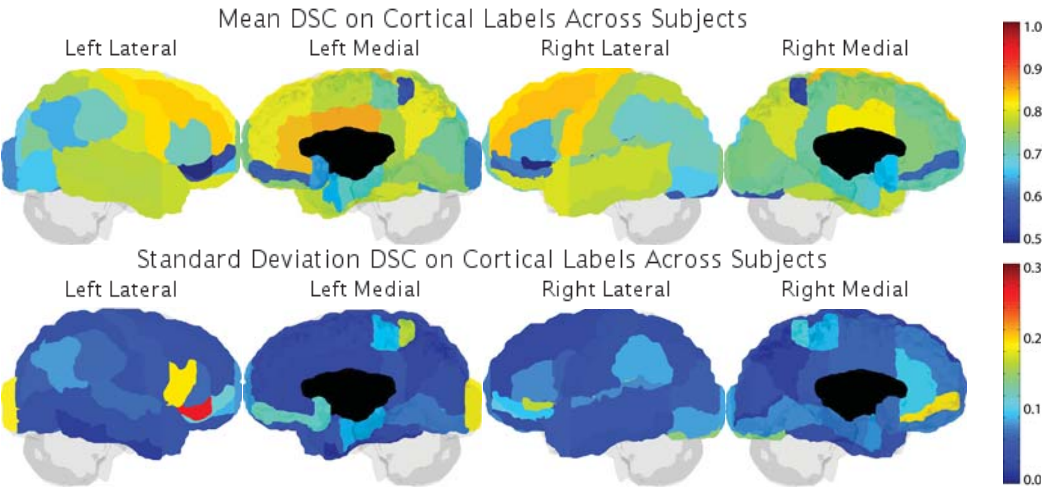 Mean DSC on Cortical Labels Across Subjects
Left Lateral Left Medial Right Lateral Right Medial
1.0
0.9
0.8
0.7
0.6
0.5
Standard Deviation DSC on Cortical Labels Across Subjects
Left Lateral Left Medial Right Lateral Right Medial
0.3
0.2
0.1
0.0